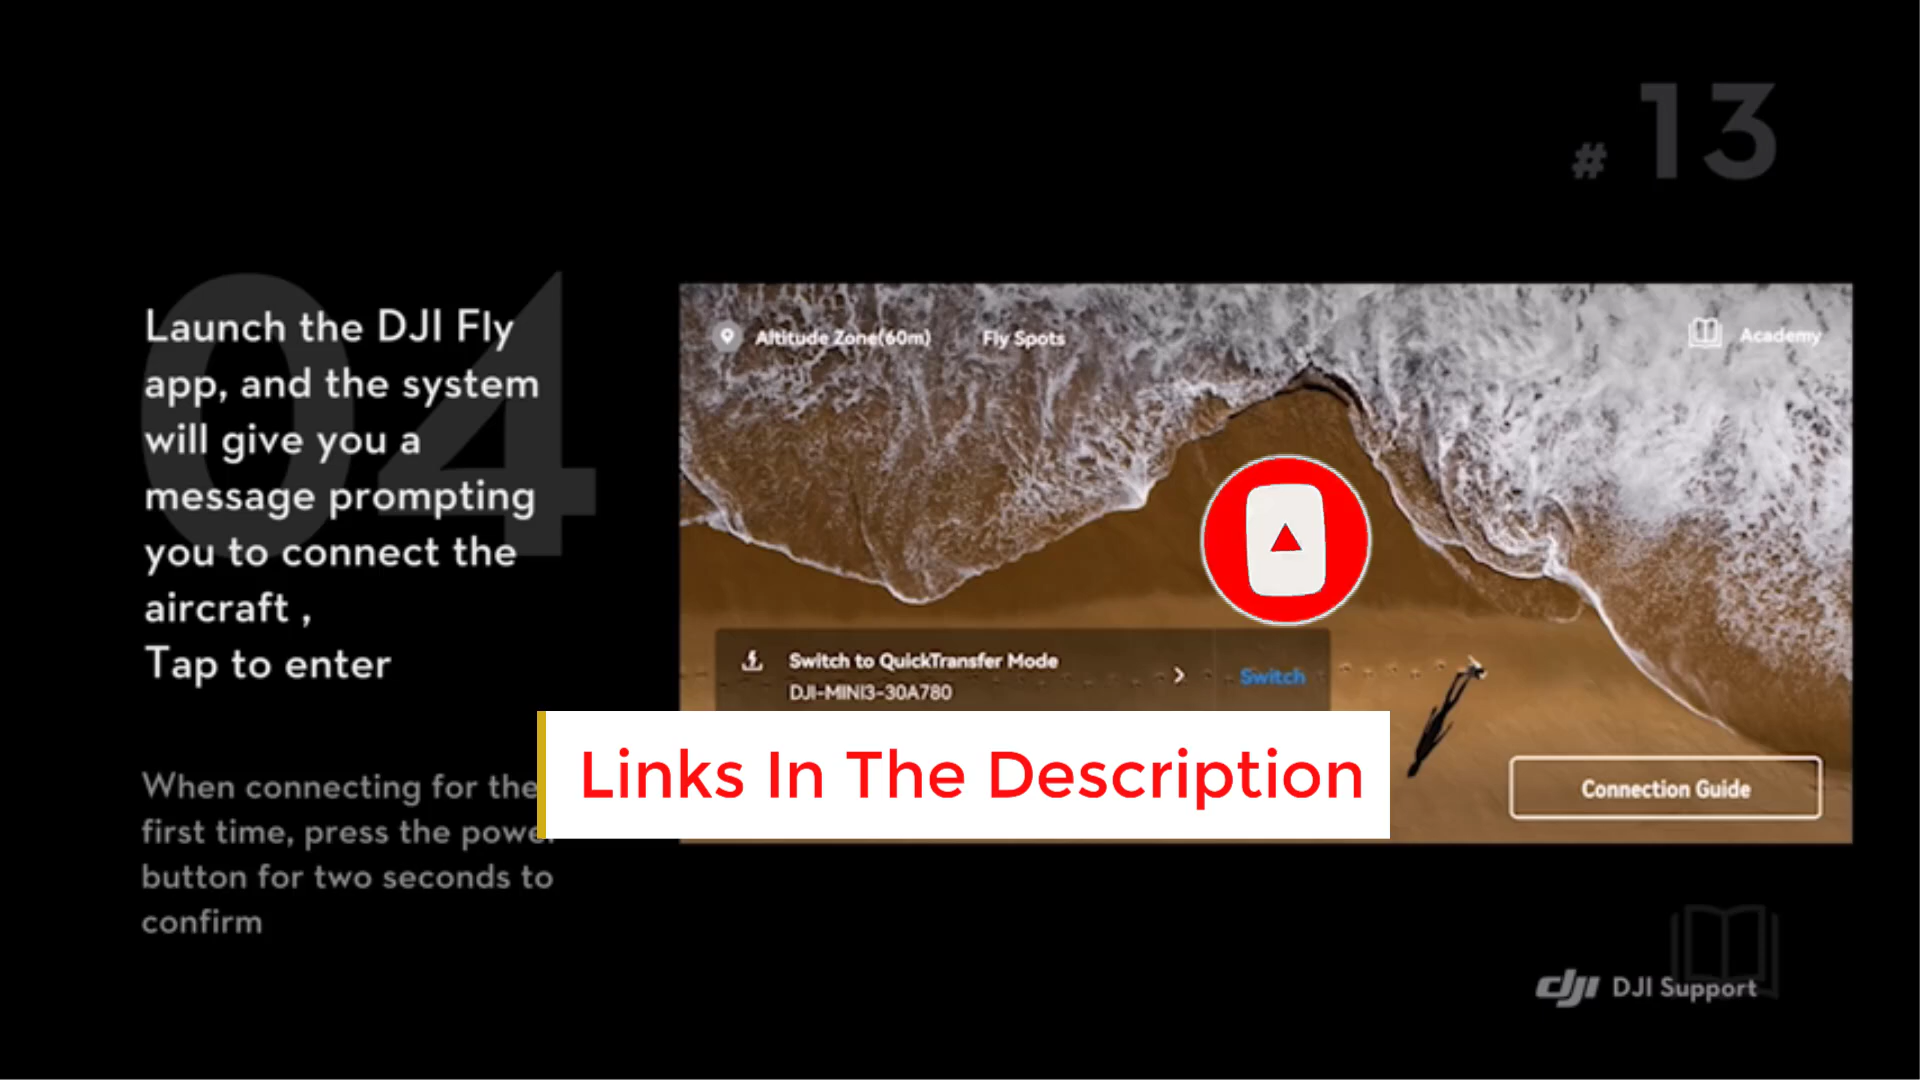 # 13
04
Launch the DJI Fly
app, and the system
will give you a
message prompting
you to connect the
aircraft ,
Tap to enter
When connecting for the
first time, press the power
button for two seconds to
confirm
Altitude Zone(60m)
Fly Spots
Academy
Switch to QuickTransfer Mode
DJI-MINI3-30A780
Switch
Links In The Description
Connection Guide
dji DJI Support